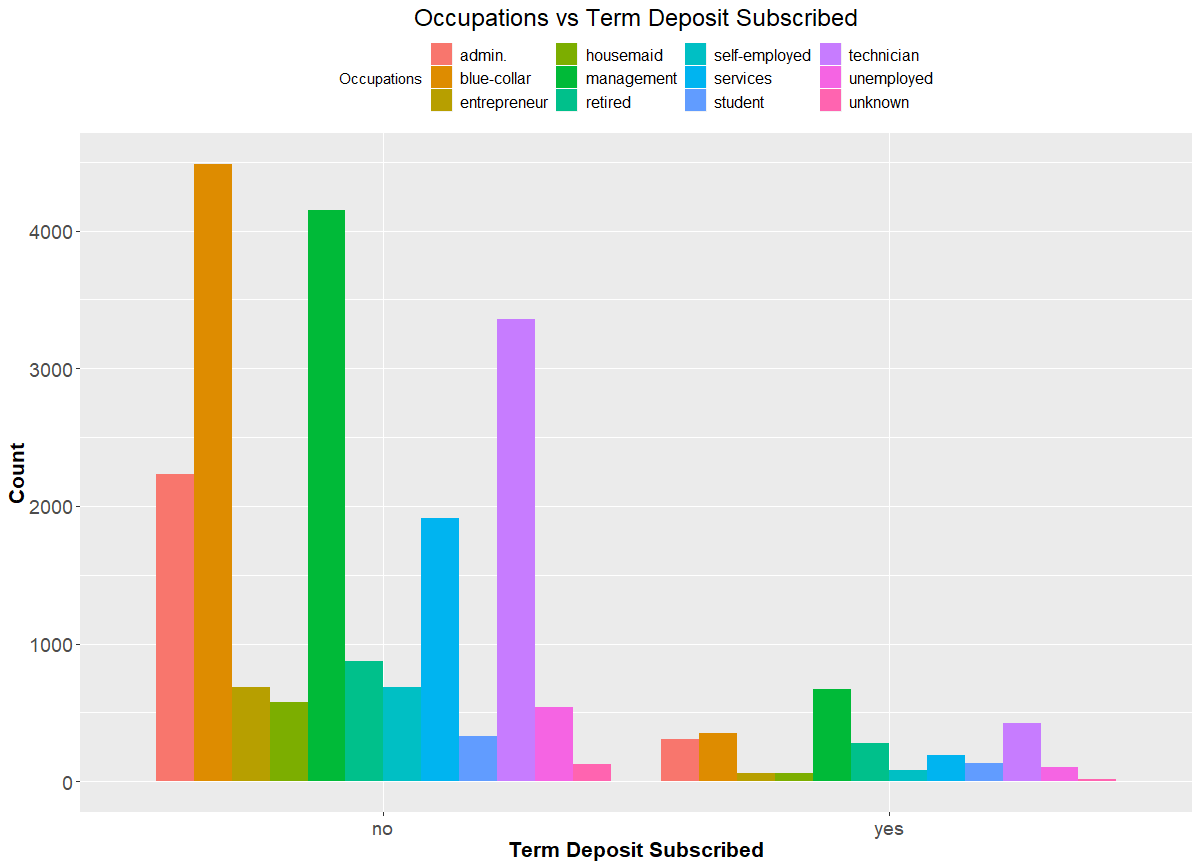 Occupations vs Term Deposit Subscribed
Occupations
admin. housemaid self-employed technician
blue-collar management services unemployed
entrepreneur retired student unknown
Count
4000
3000
2000
1000
0
no yes
Term Deposit Subscribed